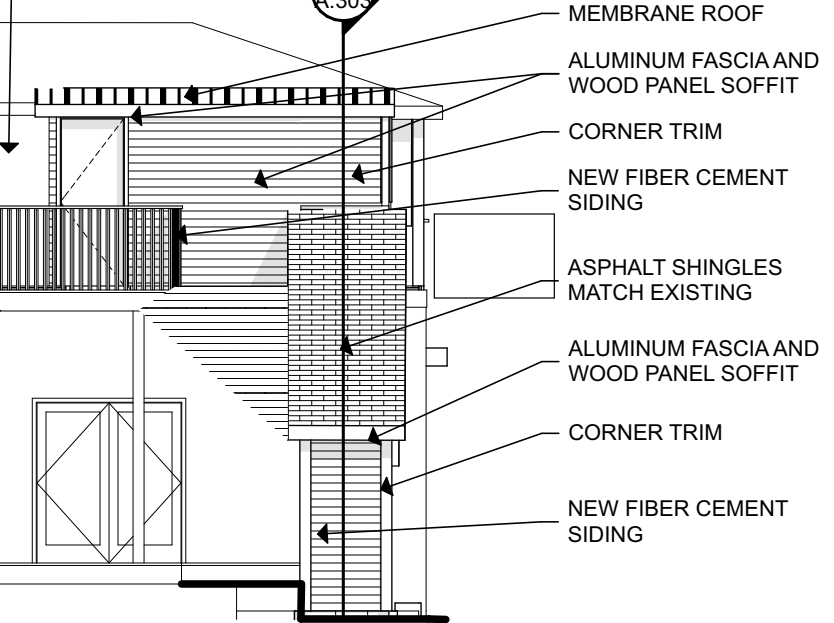 A.303
MEMBRANE ROOF
ALUMINUM FASCIA AND
WOOD PANEL SOFFIT
CORNER TRIM
NEW FIBER CEMENT
SIDING
ASPHALT SHINGLES
MATCH EXISTING
ALUMINUM FASCIA AND
WOOD PANEL SOFFIT
CORNER TRIM
NEW FIBER CEMENT
SIDING